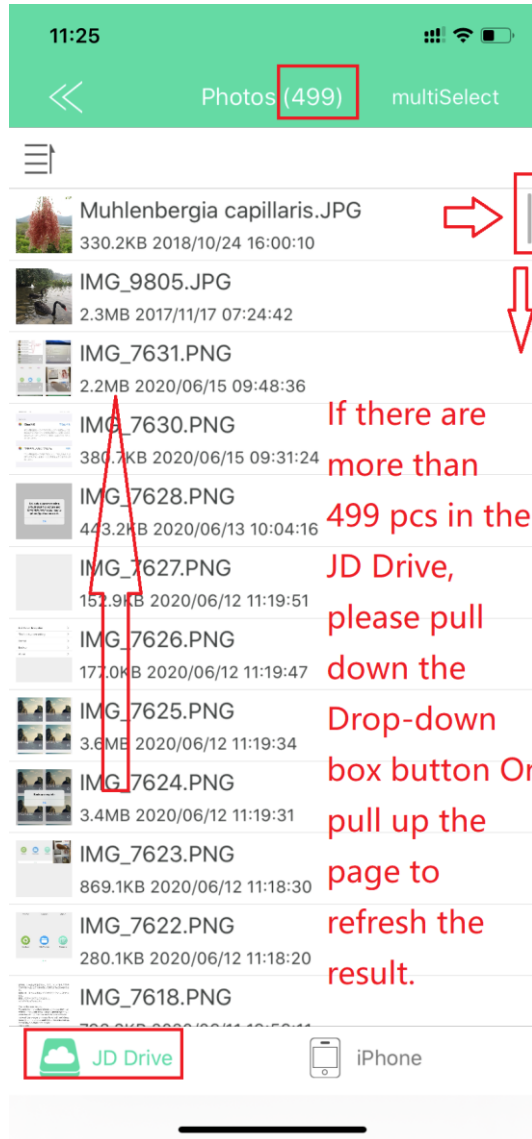 11:25
Photos (499)
multiSelect
Muhlenbergia capillaris.JPG
330.2KB 2018/10/24 16:00:10
IMG_9805.JPG
2.3MB 2017/11/17 07:24:42
IMG_7631.PNG
2.2MB 2020/06/15 09:48:36
IMG_7630.PNG
380.7KB 2020/06/15 09:31:24
IMG_7628.PNG
443.2KB 2020/06/13 10:04:16
IMG_7627.PNG
152.9KB 2020/06/12 11:19:51
IMG_7626.PNG
177.0KB 2020/06/12 11:19:47
IMG_7625.PNG
3.6MB 2020/06/12 11:19:34
IMG_7624.PNG
3.4MB 2020/06/12 11:19:31
IMG_7623.PNG
869.1KB 2020/06/12 11:18:30
IMG_7622.PNG
280.1KB 2020/06/12 11:18:20
IMG_7618.PNG
If there are
more than
499 pcs in the
JD Drive,
please pull
down the
Drop-down
box button Or
pull up the
page to
refresh the
result.
JD Drive
iPhone